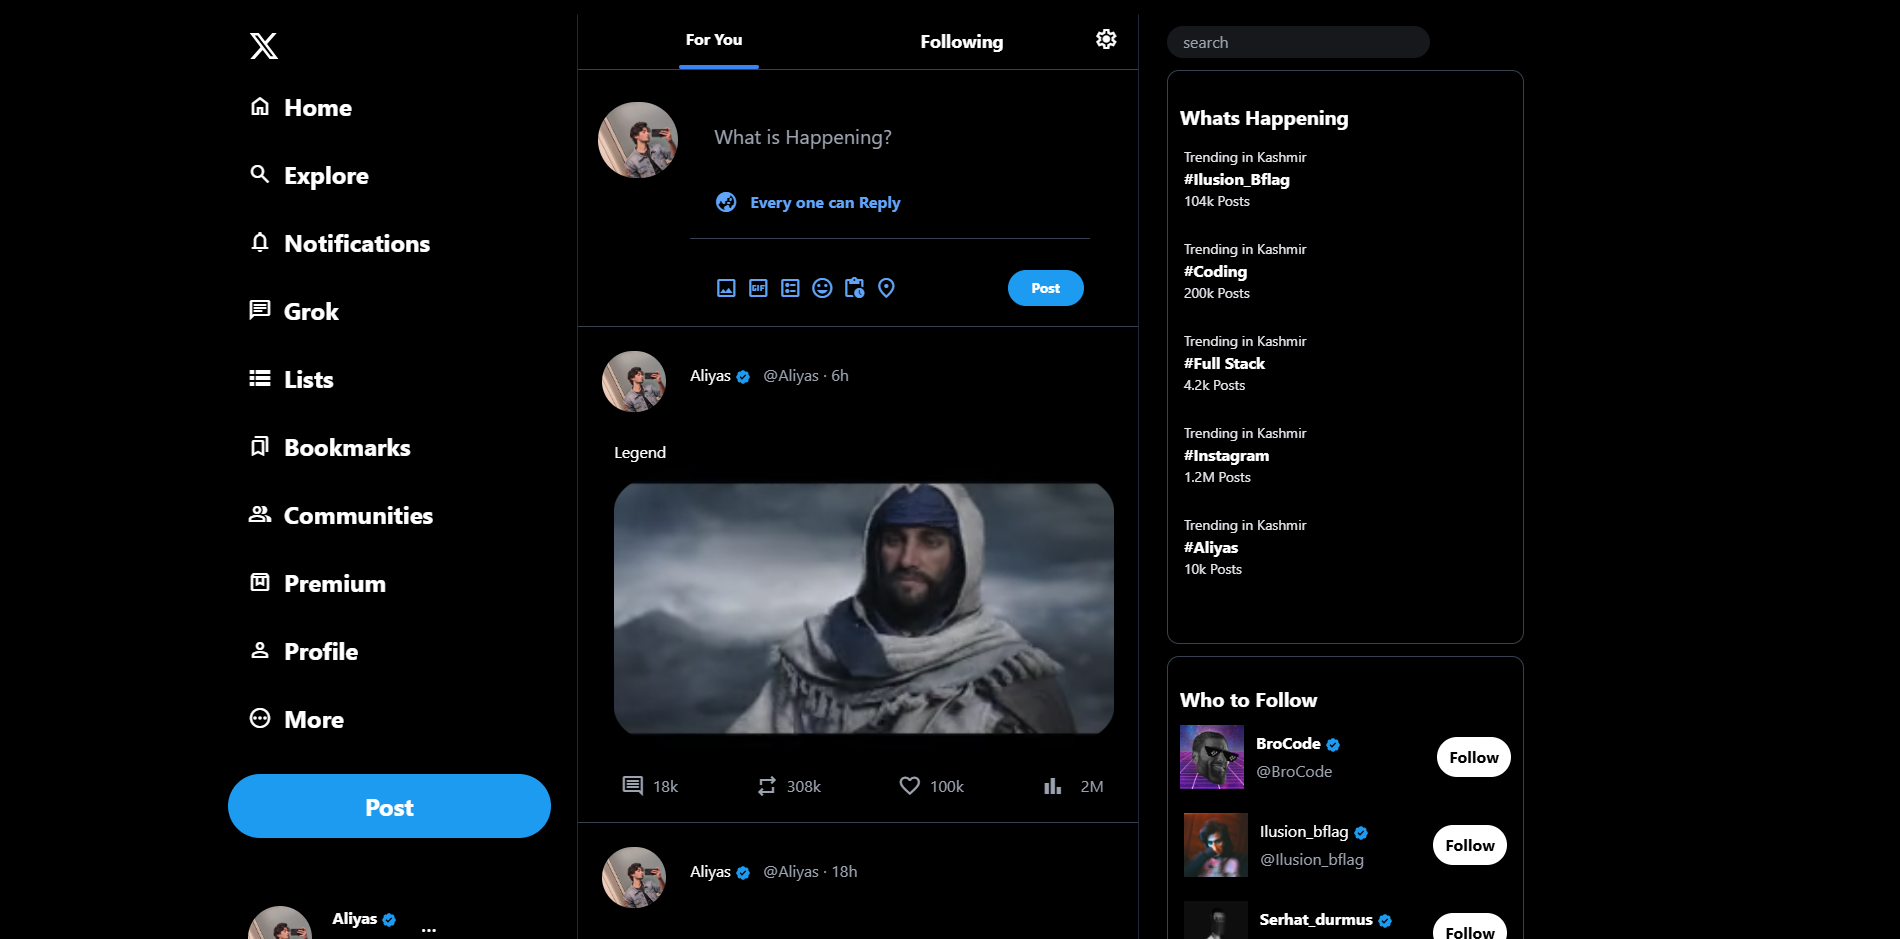 Home
Explore
Notifications
Grok
Lists
Bookmarks
Communities
Premium
Profile
More
Post
Aliyas
...
For You
Following
What is Happening?
Every one can Reply
GIF
Post
Aliyas @Aliyas · 6h
Legend
18k
308k
100k
2M
Aliyas @Aliyas · 18h
search
Whats Happening
Trending in Kashmir
#Ilusion_Bflag
104k Posts
Trending in Kashmir
#Coding
200k Posts
Trending in Kashmir
#Full Stack
4.2k Posts
Trending in Kashmir
#Instagram
1.2M Posts
Trending in Kashmir
#Aliyas
10k Posts
Who to Follow
BroCode
@BroCode
Follow
Ilusion_bflag
@Ilusion_bflag
Follow
Serhat_durmus
Follow